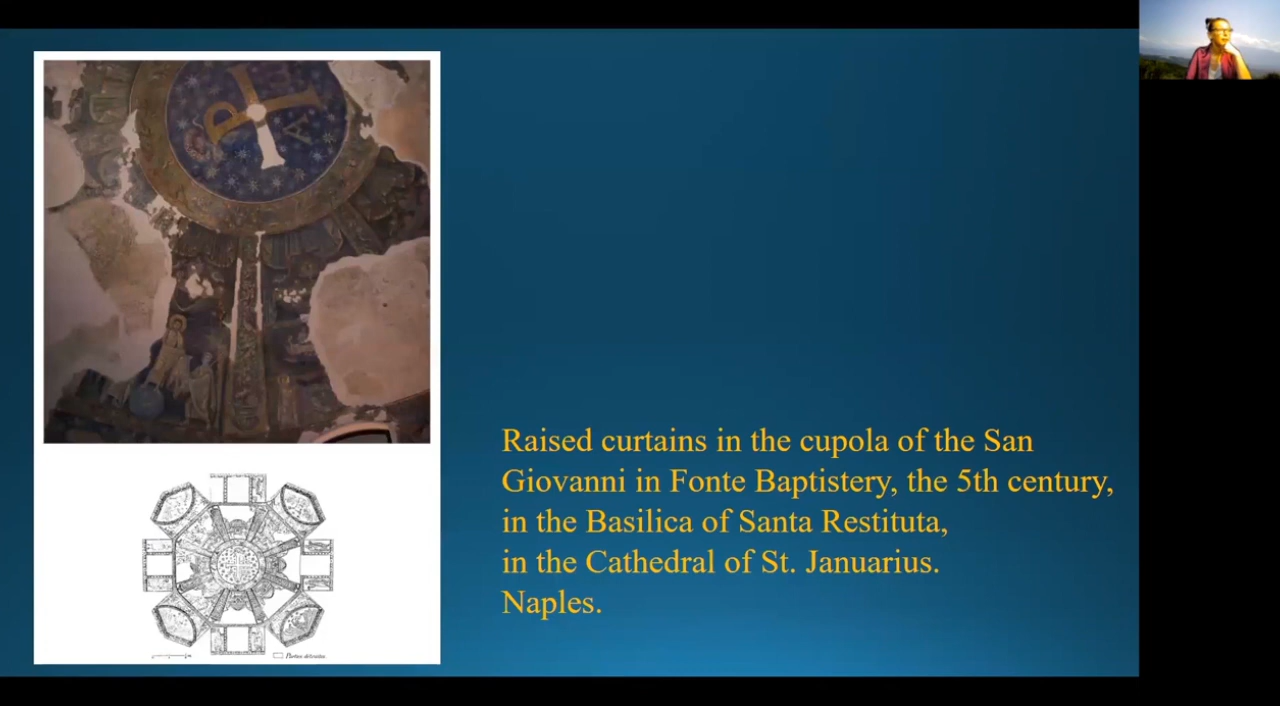 P
A
Raised curtains in the cupola of the San
Giovanni in Fonte Baptistery, the 5th century,
in the Basilica of Santa Restituta,
in the Cathedral of St. Januarius.
Naples.